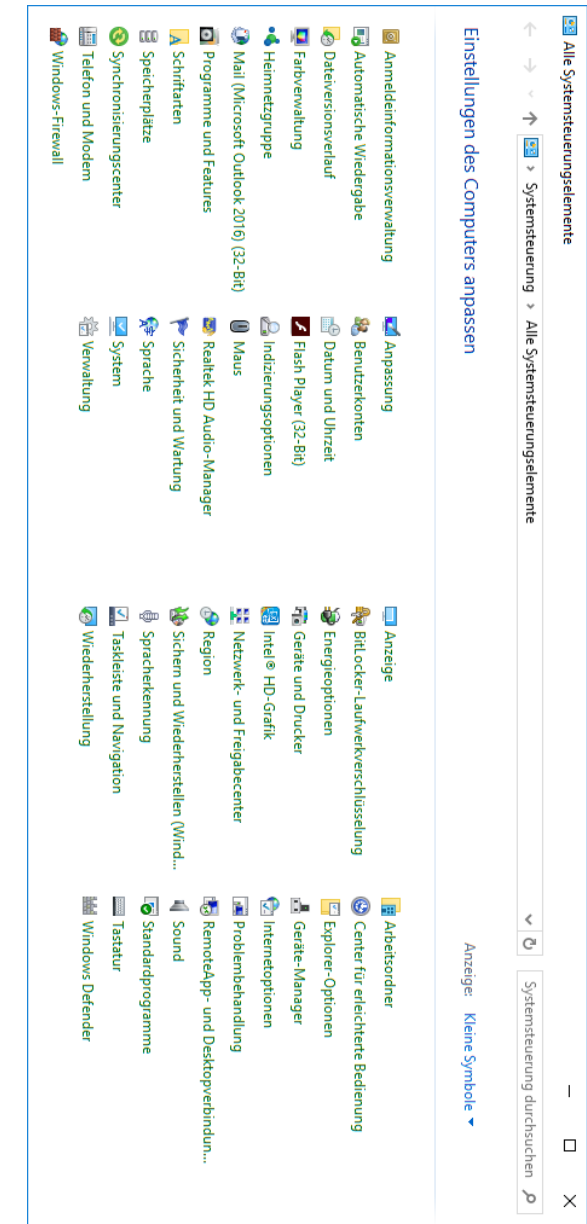 Alle Systemsteuerungselemente
Systemsteuerung > Alle Systemsteuerungselemente
Systemsteuerung durchsuchen
Einstellungen des Computers anpassen
Anzeige: Kleine Symbole
Anmeldeinformationsverwaltung
Anpassung
Anzeige
Arbeitsordner
Automatische Wiedergabe
Benutzerkonten
BitLocker-Laufwerkverschlüsselung
Center für erleichterte Bedienung
Dateiversionsverlauf
Datum und Uhrzeit
Energieoptionen
Explorer-Optionen
Farbverwaltung
Flash Player (32-Bit)
Geräte und Drucker
Geräte-Manager
Heimnetzgruppe
Indizierungsoptionen
Intel® HD-Grafik
Internetoptionen
Mail (Microsoft Outlook 2016) (32-Bit)
Maus
Netzwerk- und Freigabecenter
Problembehandlung
Programme und Features
Realtek HD Audio-Manager
Region
RemoteApp- und Desktopverbindun...
Schriftarten
Sicherheit und Wartung
Sichern und Wiederherstellen (Wind...
Sound
Speicherplätze
Sprache
Spracherkennung
Standardprogramme
Synchronisierungscenter
System
Taskleiste und Navigation
Tastatur
Telefon und Modem
Verwaltung
Wiederherstellung
Windows Defender
Windows-Firewall